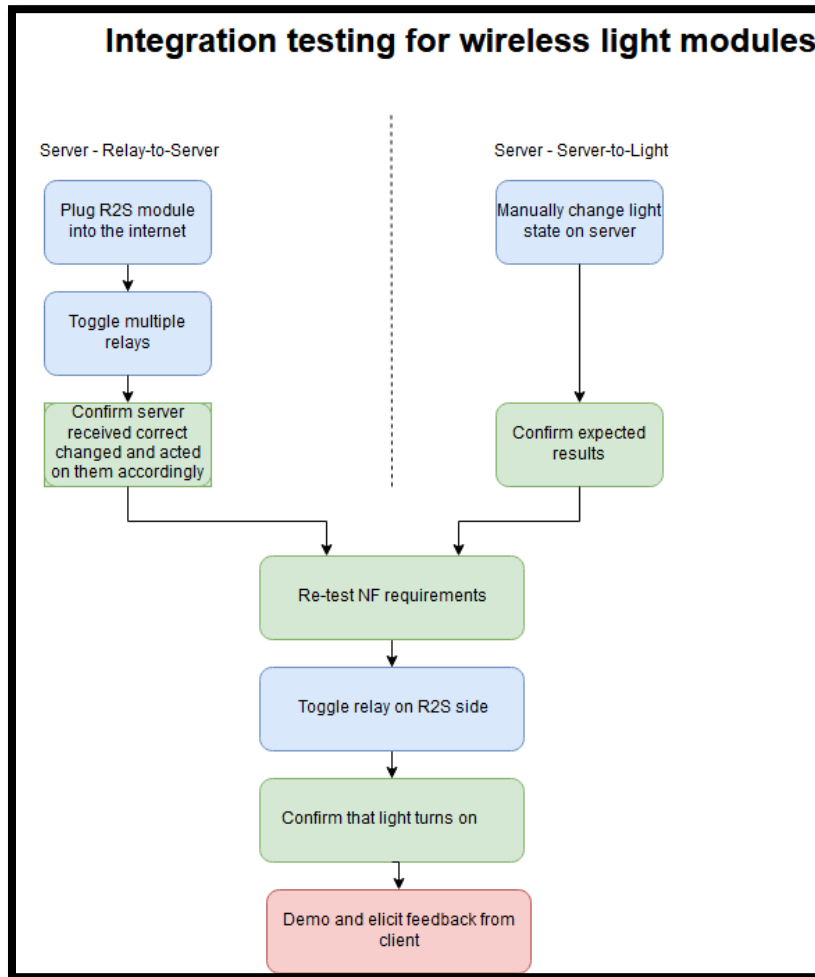 Integration testing for wireless light modules
Server - Relay-to-Server
Server - Server-to-Light
Plug R2S module
into the internet
Manually change light
state on server
Toggle multiple
relays
Confirm server
received correct
changed and acted
on them accordingly
Confirm expected
results
Re-test NF requirements
Toggle relay on R2S side
Confirm that light turns on
Demo and elicit feedback from
client